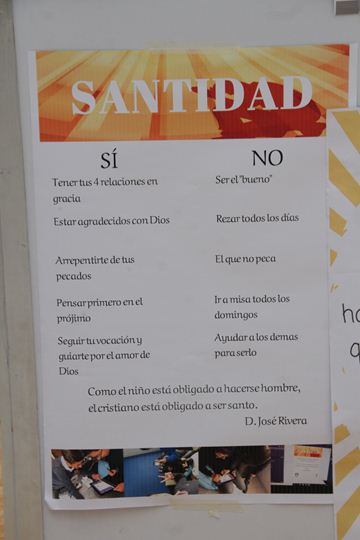 SANTIDAD
SÍ
NO
Tener tus 4 relaciones en
gracia
Ser el "bueno"
Estar agradecidos con Dios
Rezar todos los días
Arrepentirte de tus
pecados
El que no peca
Pensar primero en el
prójimo
Ir a misa todos los
domingos
Seguir tu vocación y
guiarte por el amor de
Dios
Ayudar a los demas
para serlo
Como el niño está obligado a hacerse hombre,
el cristiano está obligado a ser santo.
D. José Rivera